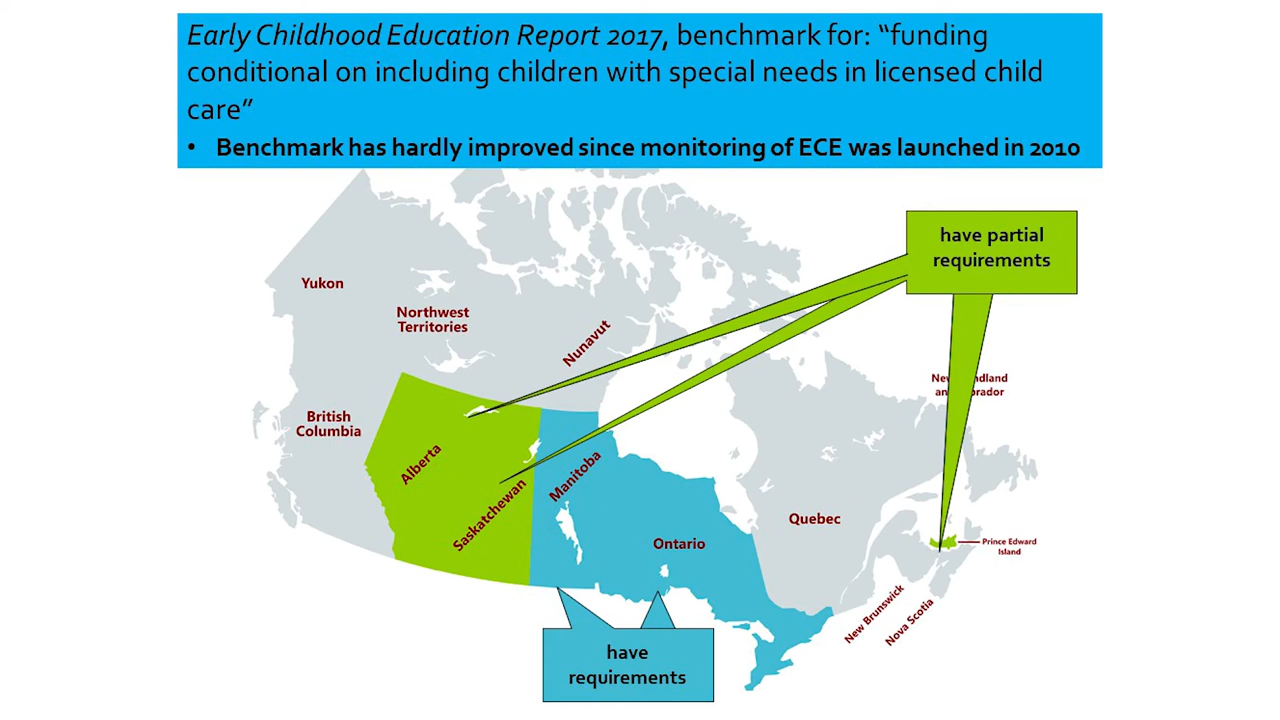 Early Childhood Education Report 2017, benchmark for: “funding
conditional on including children with special needs in licensed child
care”
• Benchmark has hardly improved since monitoring of ECE was launched in 2010
have partial
requirements
Yukon
Northwest
Territories
Nunavut
British
Columbia
Alberta
Saskatchewan
Manitoba
Ontario
Quebec
Prince Edward
Island
New Brunswick
Nova Scotia
have
requirements